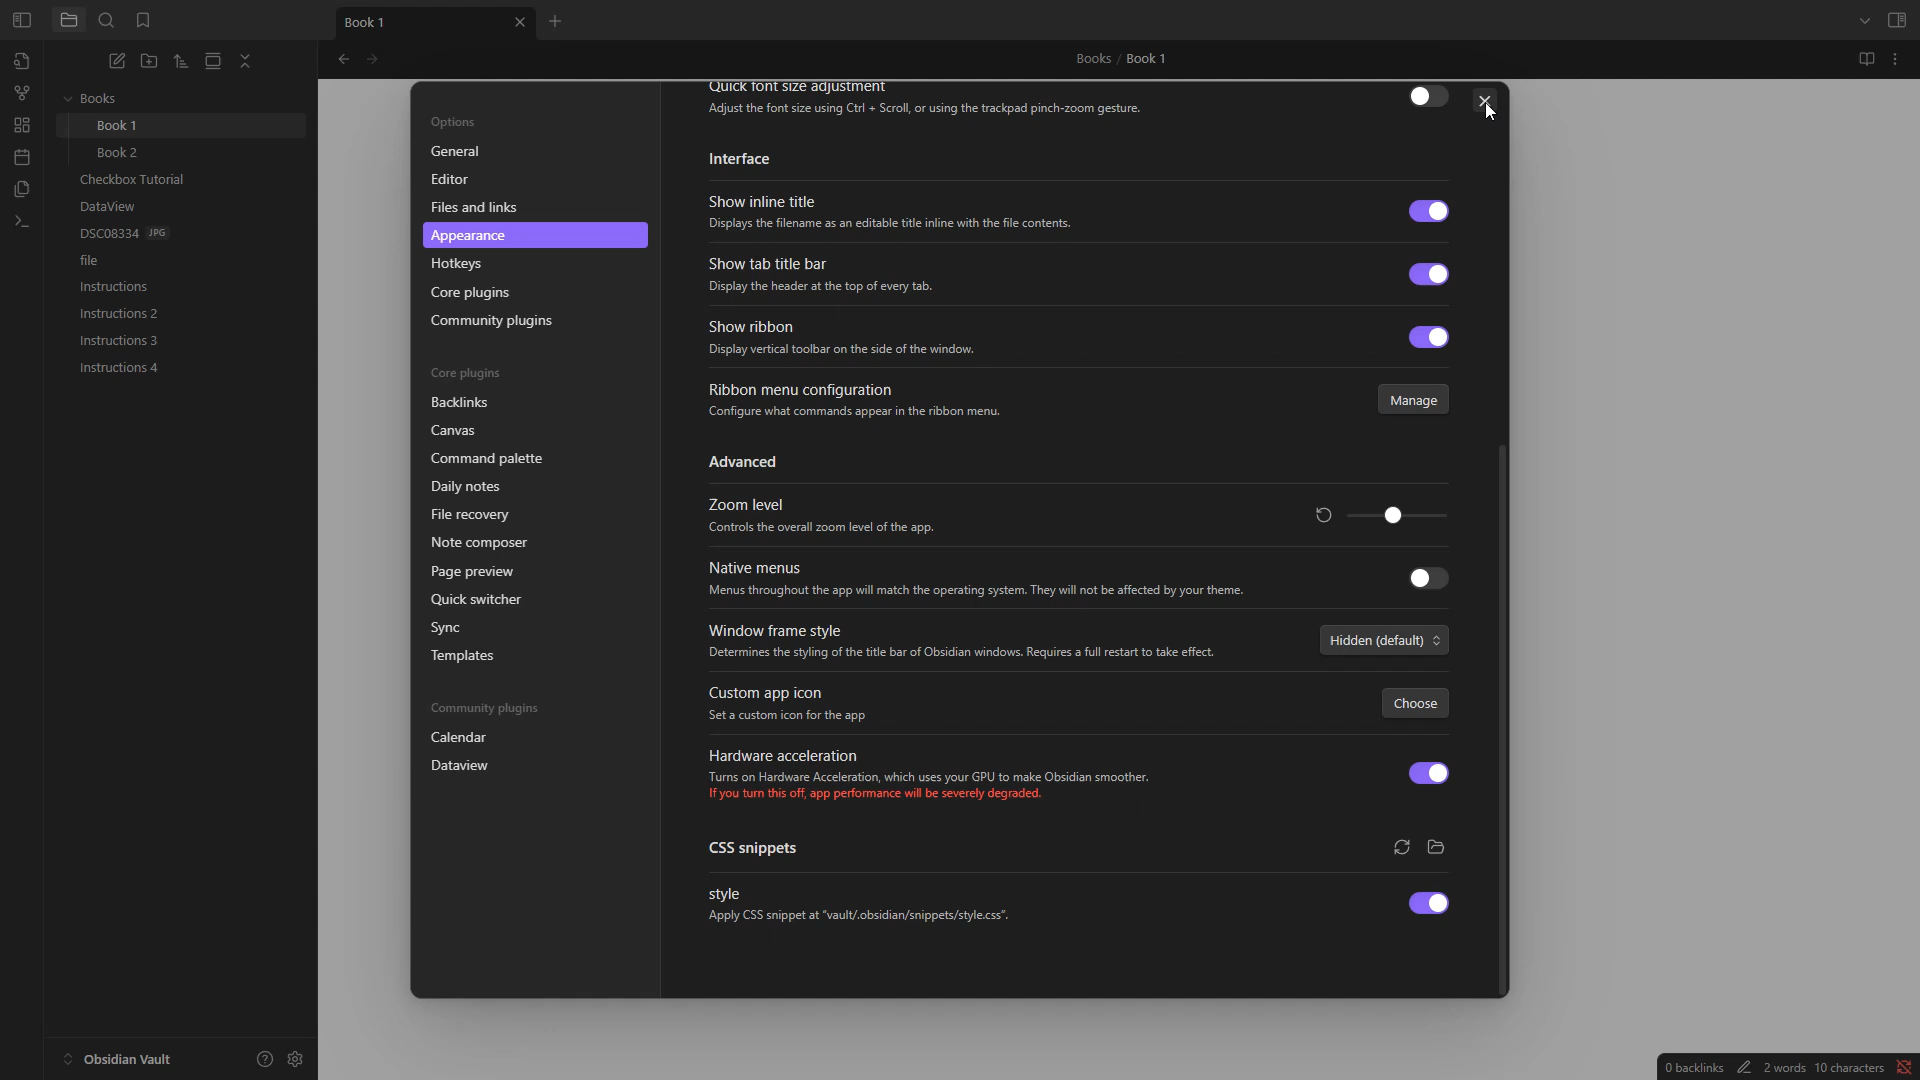 Book 1
Books / Book 1
Books
Book 1
Book 2
Checkbox Tutorial
DataView
DSC08334 JPG
file
Instructions
Instructions 2
Instructions 3
Instructions 4
Obsidian Vault
Options
General
Editor
Files and links
Appearance
Hotkeys
Core plugins
Community plugins
Core plugins
Backlinks
Canvas
Command palette
Daily notes
File recovery
Note composer
Page preview
Quick switcher
Sync
Templates
Community plugins
Calendar
Dataview
Quick font size adjustment
Adjust the font size using Ctrl + Scroll, or using the trackpad pinch-zoom gesture.
Interface
Show inline title
Displays the filename as an editable title inline with the file contents.
Show tab title bar
Display the header at the top of every tab.
Show ribbon
Display vertical toolbar on the side of the window.
Ribbon menu configuration
Configure what commands appear in the ribbon menu.
Manage
Advanced
Zoom level
Controls the overall zoom level of the app.
Native menus
Menus throughout the app will match the operating system. They will not be affected by your theme.
Window frame style
Determines the styling of the title bar of Obsidian windows. Requires a full restart to take effect.
Hidden (default)
Custom app icon
Set a custom icon for the app
Choose
Hardware acceleration
Turns on Hardware Acceleration, which uses your GPU to make Obsidian smoother.
If you turn this off, app performance will be severely degraded.
CSS snippets
style
Apply CSS snippet at "vault/.obsidian/snippets/style.css".
0 backlinks 2 words 10 characters